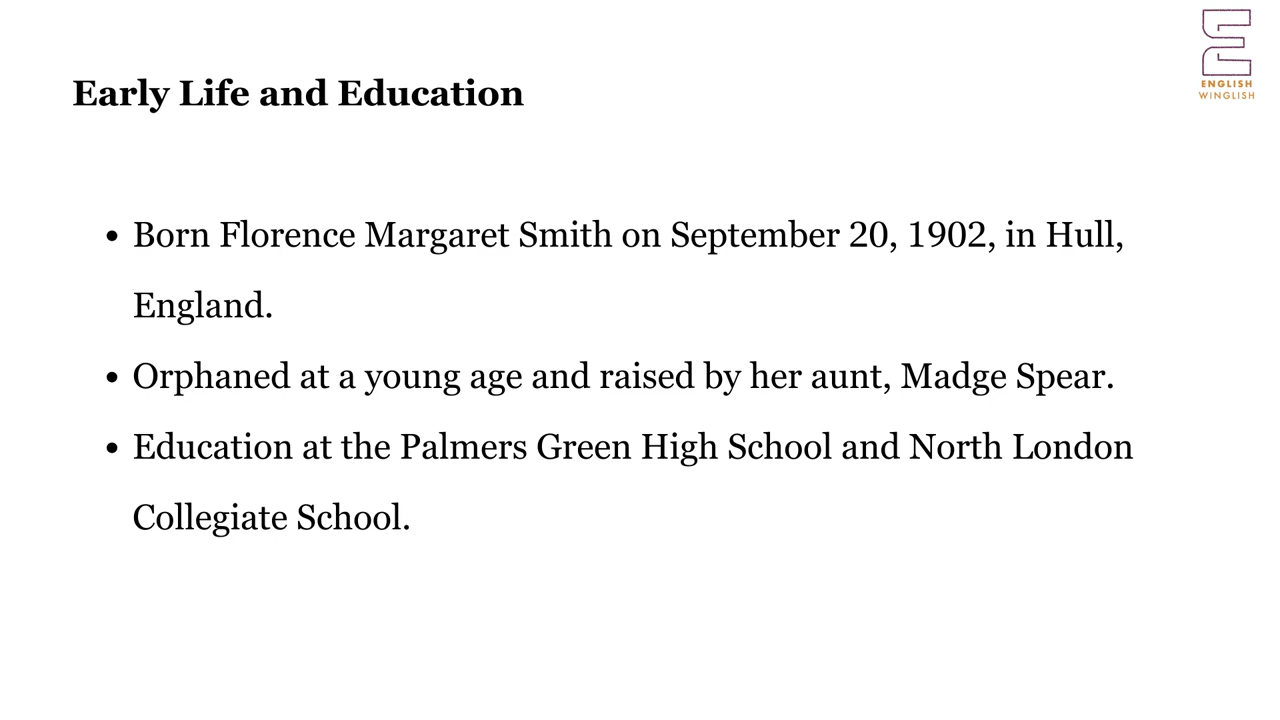 ENGLISH
WINGLISH
Early Life and Education
• Born Florence Margaret Smith on September 20, 1902, in Hull,
England.
• Orphaned at a young age and raised by her aunt, Madge Spear.
• Education at the Palmers Green High School and North London
Collegiate School.